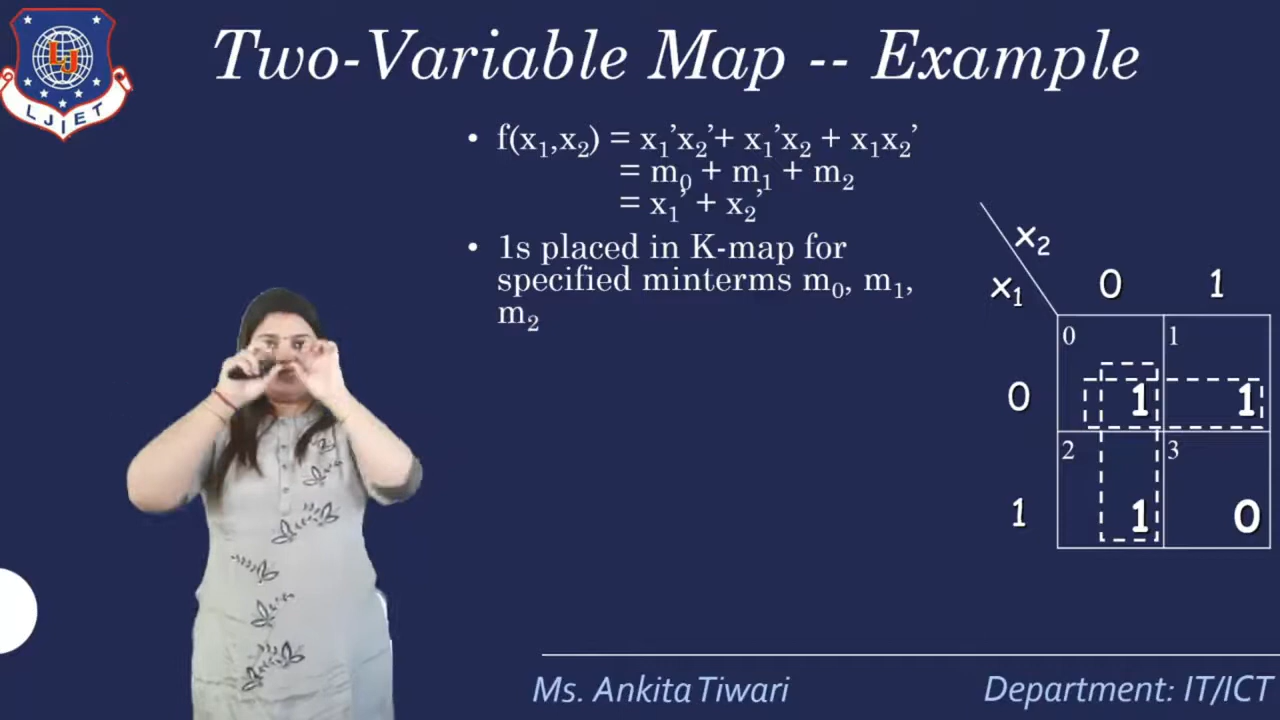 LJ
LJIET
Two-Variable Map -- Example
• f(x₁,x₂) = x₁’x₂’+ x₁’x₂ + x₁x₂’
= m₀ + m₁ + m₂
= x₁’ + x₂’
• 1s placed in K-map for
specified minterms m₀, m₁,
m₂
x₂
x₁ 0 1
0 1
0 1 1
2 3
1 1 0
Ms. Ankita Tiwari
Department: IT/ICT